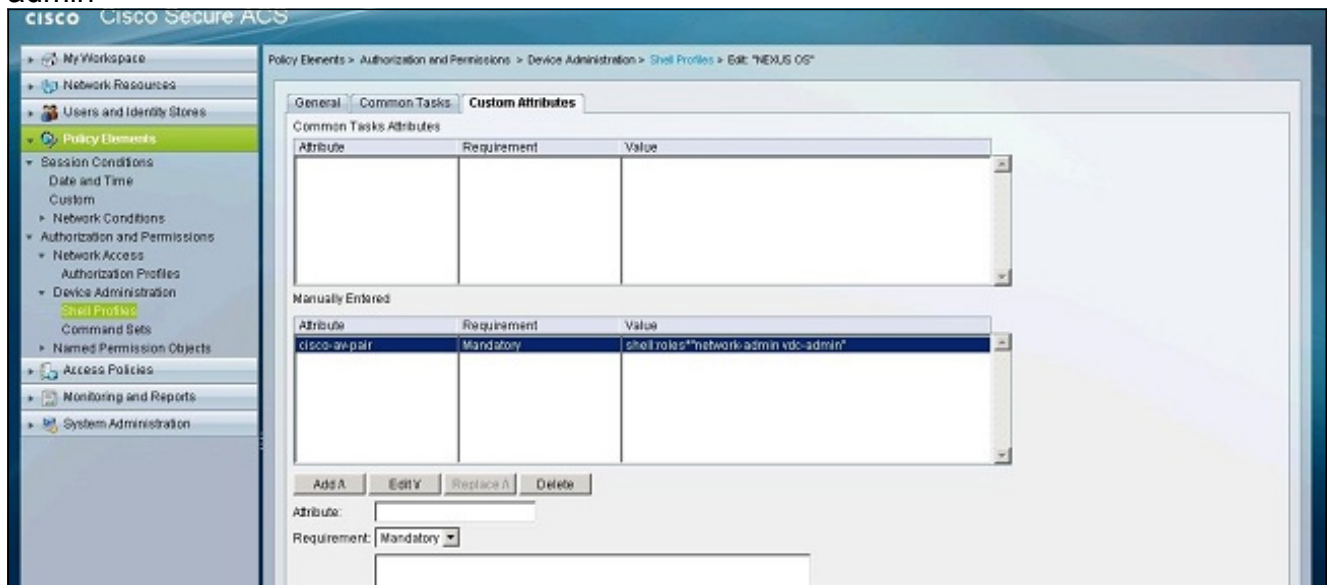 admin
cisco Cisco Secure ACS
My Workspace
Network Resources
Users and Identity Stores
Policy Elements
Session Conditions
Date and Time
Custom
Network Conditions
Authorization and Permissions
Network Access
Authorization Profiles
Device Administration
Shell Profiles
Command Sets
Named Permission Objects
Access Policies
Monitoring and Reports
System Administration
Policy Elements > Authorization and Permissions > Device Administration > Shell Profiles > Edit: "NEXUS OS"
General Common Tasks Custom Attributes
Common Tasks Attributes
Attribute Requirement Value
Manually Entered
Attribute Requirement Value
cisco-av-pair Mandatory shell:roles*"network-admin vdc-admin"
Add Λ Edit V Replace Λ Delete
Attribute:
Requirement: Mandatory